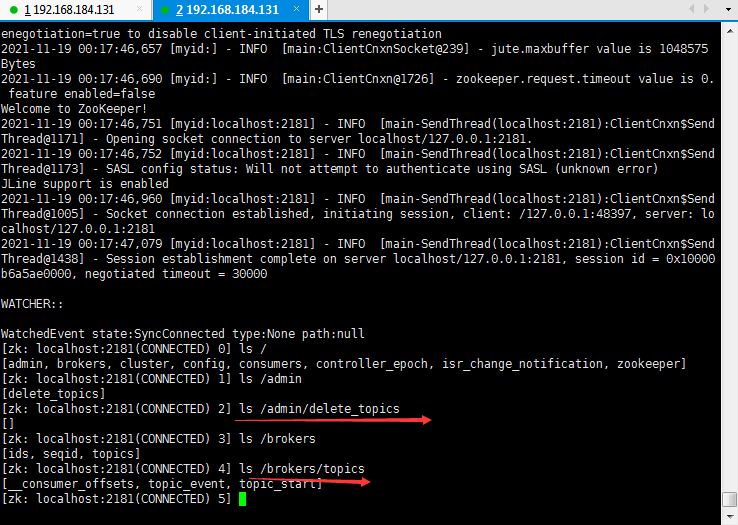 1 192.168.184.131
2 192.168.184.131
enegotiation=true to disable client-initiated TLS renegotiation
2021-11-19 00:17:46,657 [myid:] - INFO  [main:ClientCnxnSocket@239] - jute.maxbuffer value is 1048575
Bytes
2021-11-19 00:17:46,690 [myid:] - INFO  [main:ClientCnxn@1726] - zookeeper.request.timeout value is 0.
 feature enabled=false
Welcome to ZooKeeper!
2021-11-19 00:17:46,751 [myid:localhost:2181] - INFO  [main-SendThread(localhost:2181):ClientCnxn$Send
Thread@1171] - Opening socket connection to server localhost/127.0.0.1:2181.
2021-11-19 00:17:46,752 [myid:localhost:2181] - INFO  [main-SendThread(localhost:2181):ClientCnxn$Send
Thread@1173] - SASL config status: Will not attempt to authenticate using SASL (unknown error)
JLine support is enabled
2021-11-19 00:17:46,960 [myid:localhost:2181] - INFO  [main-SendThread(localhost:2181):ClientCnxn$Send
Thread@1005] - Socket connection established, initiating session, client: /127.0.0.1:48397, server: lo
calhost/127.0.0.1:2181
2021-11-19 00:17:47,079 [myid:localhost:2181] - INFO  [main-SendThread(localhost:2181):ClientCnxn$Send
Thread@1438] - Session establishment complete on server localhost/127.0.0.1:2181, session id = 0x10000
b6a5ae0000, negotiated timeout = 30000
WATCHER::
WatchedEvent state:SyncConnected type:None path:null
[zk: localhost:2181(CONNECTED) 0] ls /
[admin, brokers, cluster, config, consumers, controller_epoch, isr_change_notification, zookeeper]
[zk: localhost:2181(CONNECTED) 1] ls /admin
[delete_topics]
[zk: localhost:2181(CONNECTED) 2] ls /admin/delete_topics
[]
[zk: localhost:2181(CONNECTED) 3] ls /brokers
[ids, seqid, topics]
[zk: localhost:2181(CONNECTED) 4] ls /brokers/topics
[__consumer_offsets, topic_event, topic_start]
[zk: localhost:2181(CONNECTED) 5]